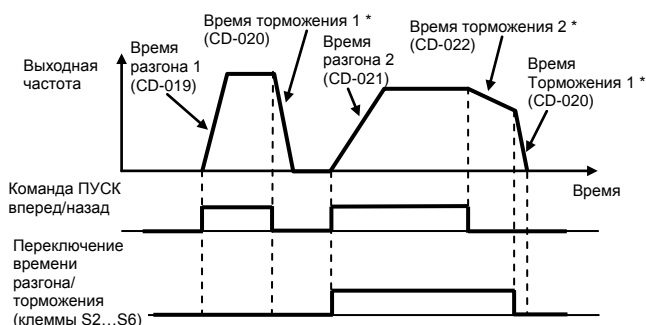 Время торможения 1 *
(CD-020)
Время торможения 2 *
(CD-022)
Время
разгона 1
(CD-019)
Время
разгона 2
(CD-021)
Время
Торможения 1 *
(CD-020)
Выходная
частота
Время
Команда ПУСК
вперед/назад
Переключение
времени
разгона/
торможения
(клеммы S2...S6)